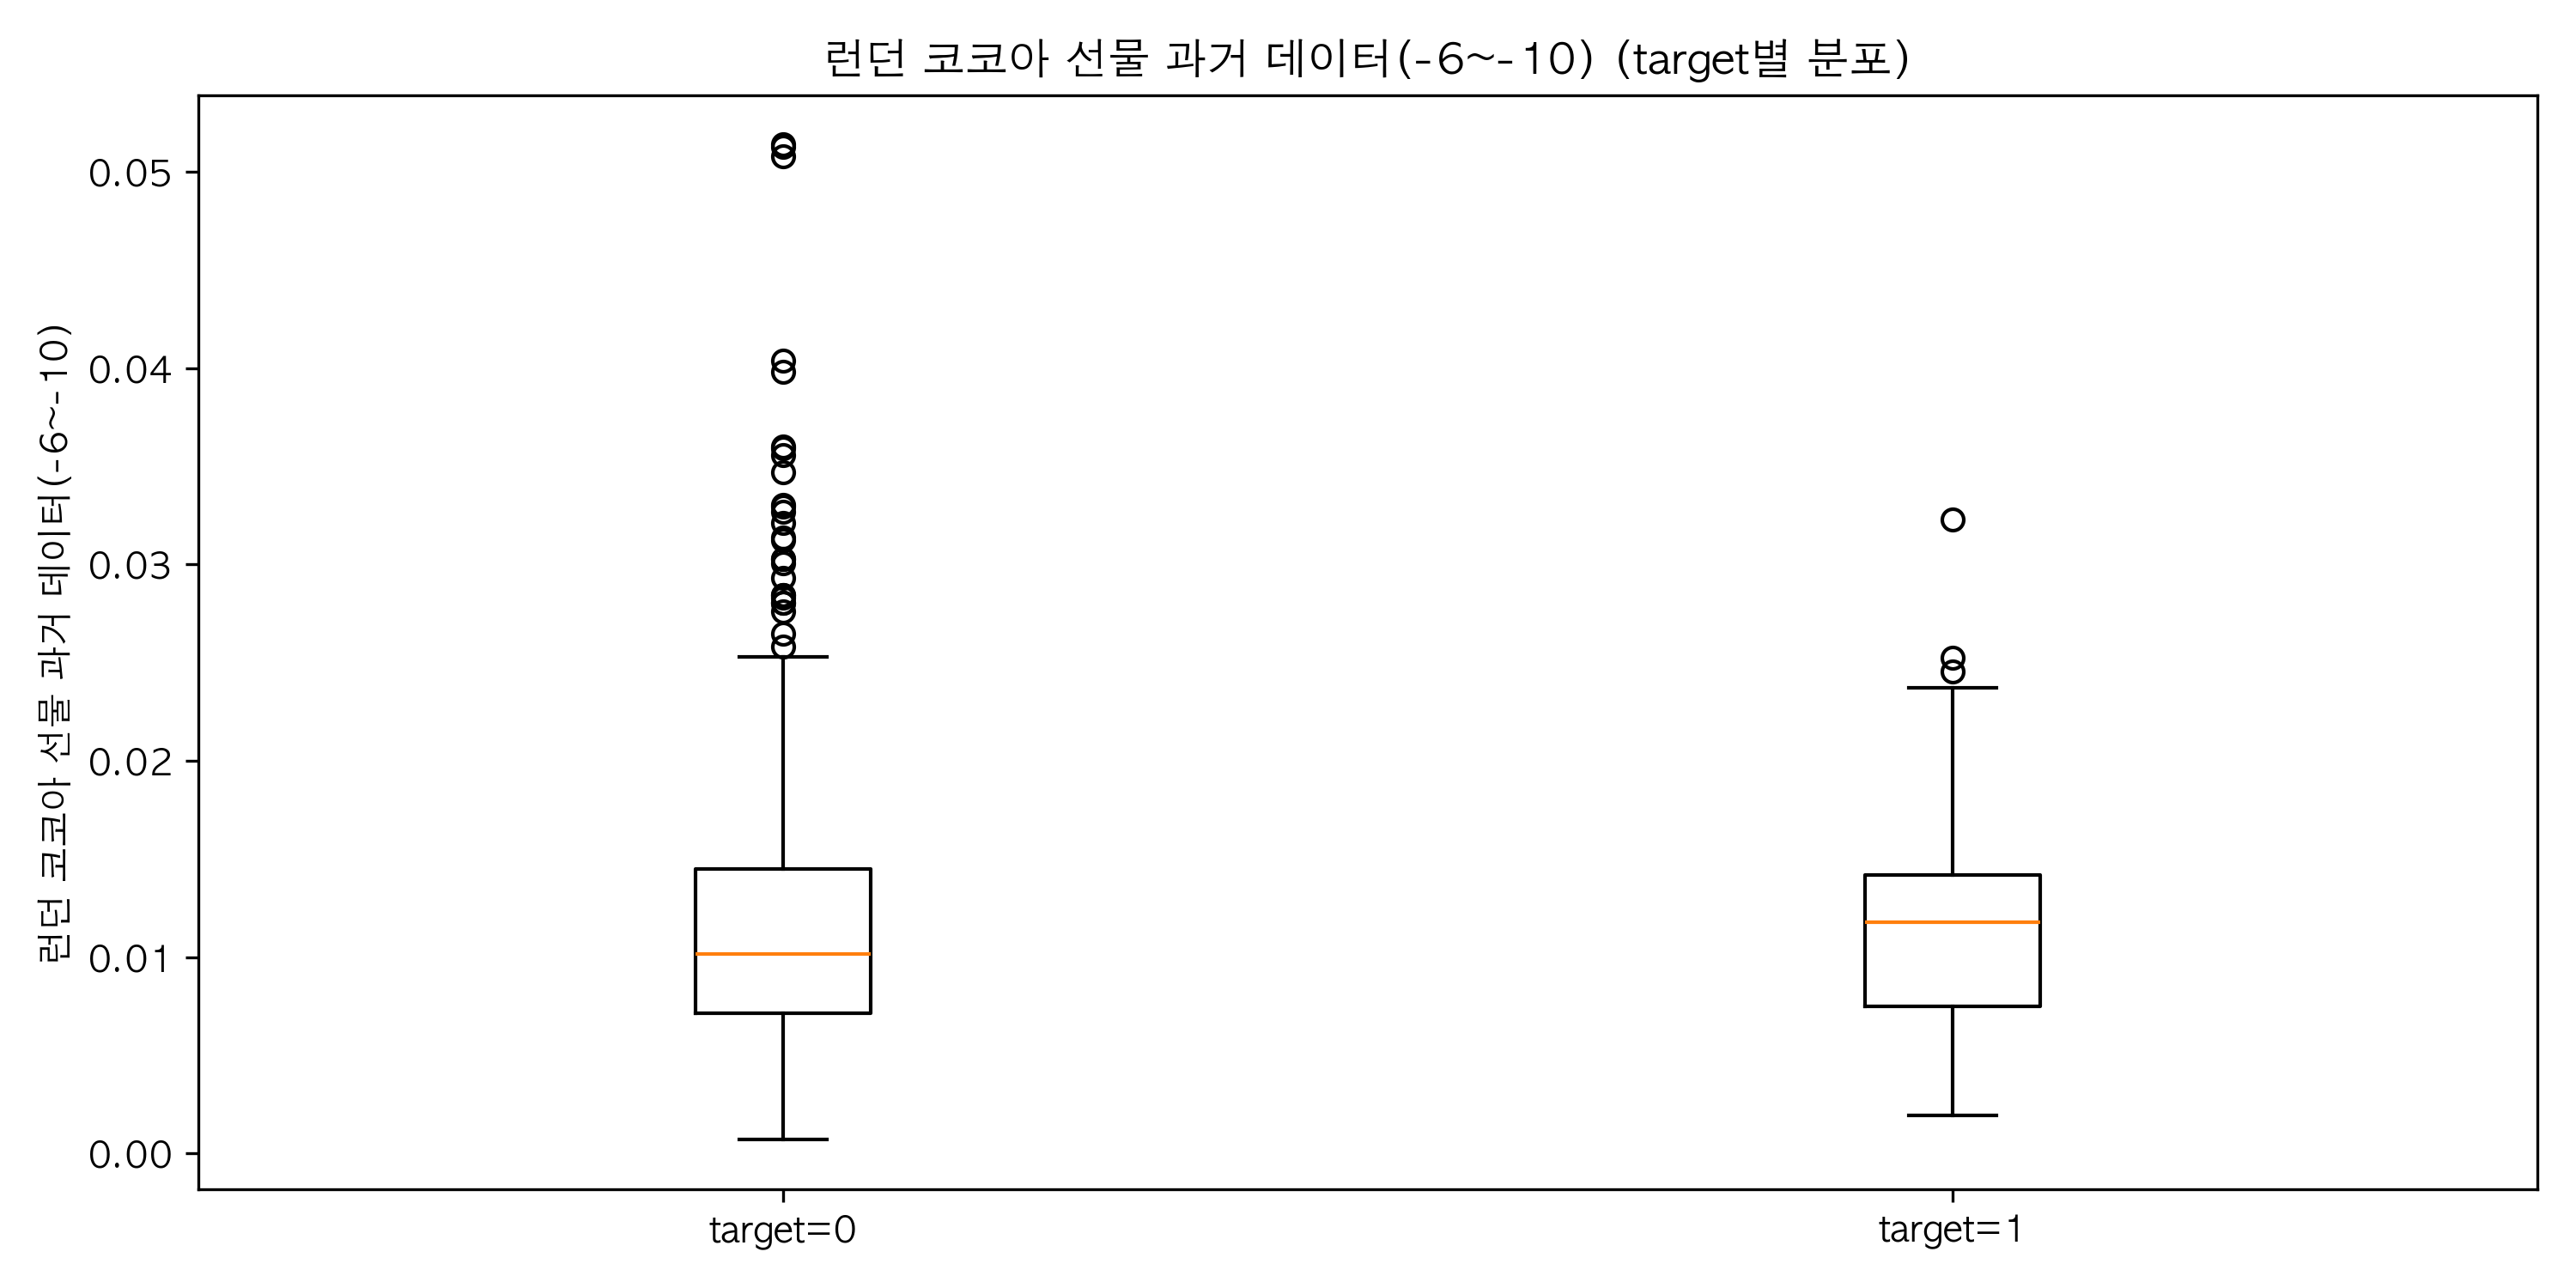 런던 코코아 선물 과거 데이터(-6~-10) (target별 분포)
런던 코코아 선물 과거 데이터(-6~-10)
0.05
0.04
0.03
0.02
0.01
0.00
target=0
target=1